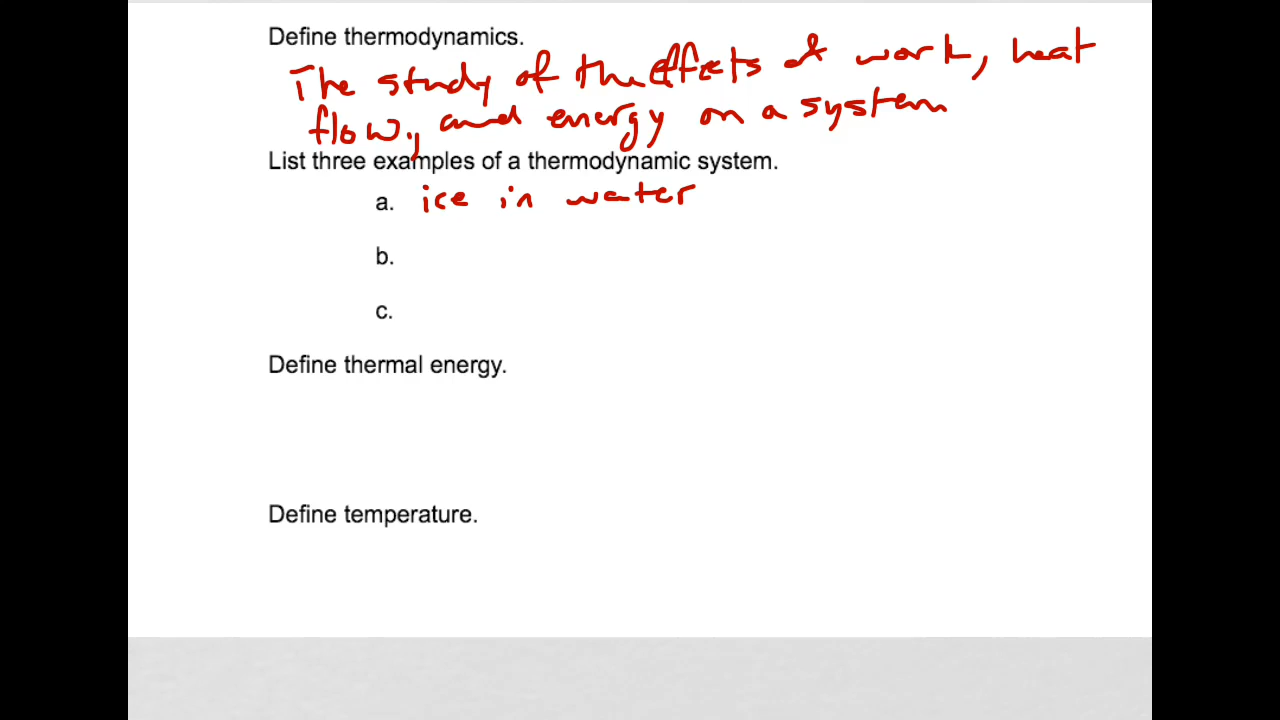 Define thermodynamics.
The study of the effects of work, heat
flow, and energy on a system
List three examples of a thermodynamic system.
a. ice in water
b.
c.
Define thermal energy.
Define temperature.